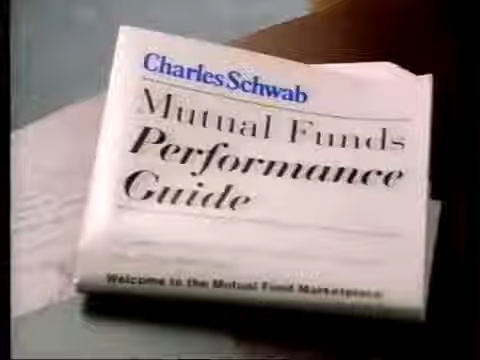 Charles Schwab
Mutual Funds
Performance
Guide
Welcome to the Mutual Fund Marketplace